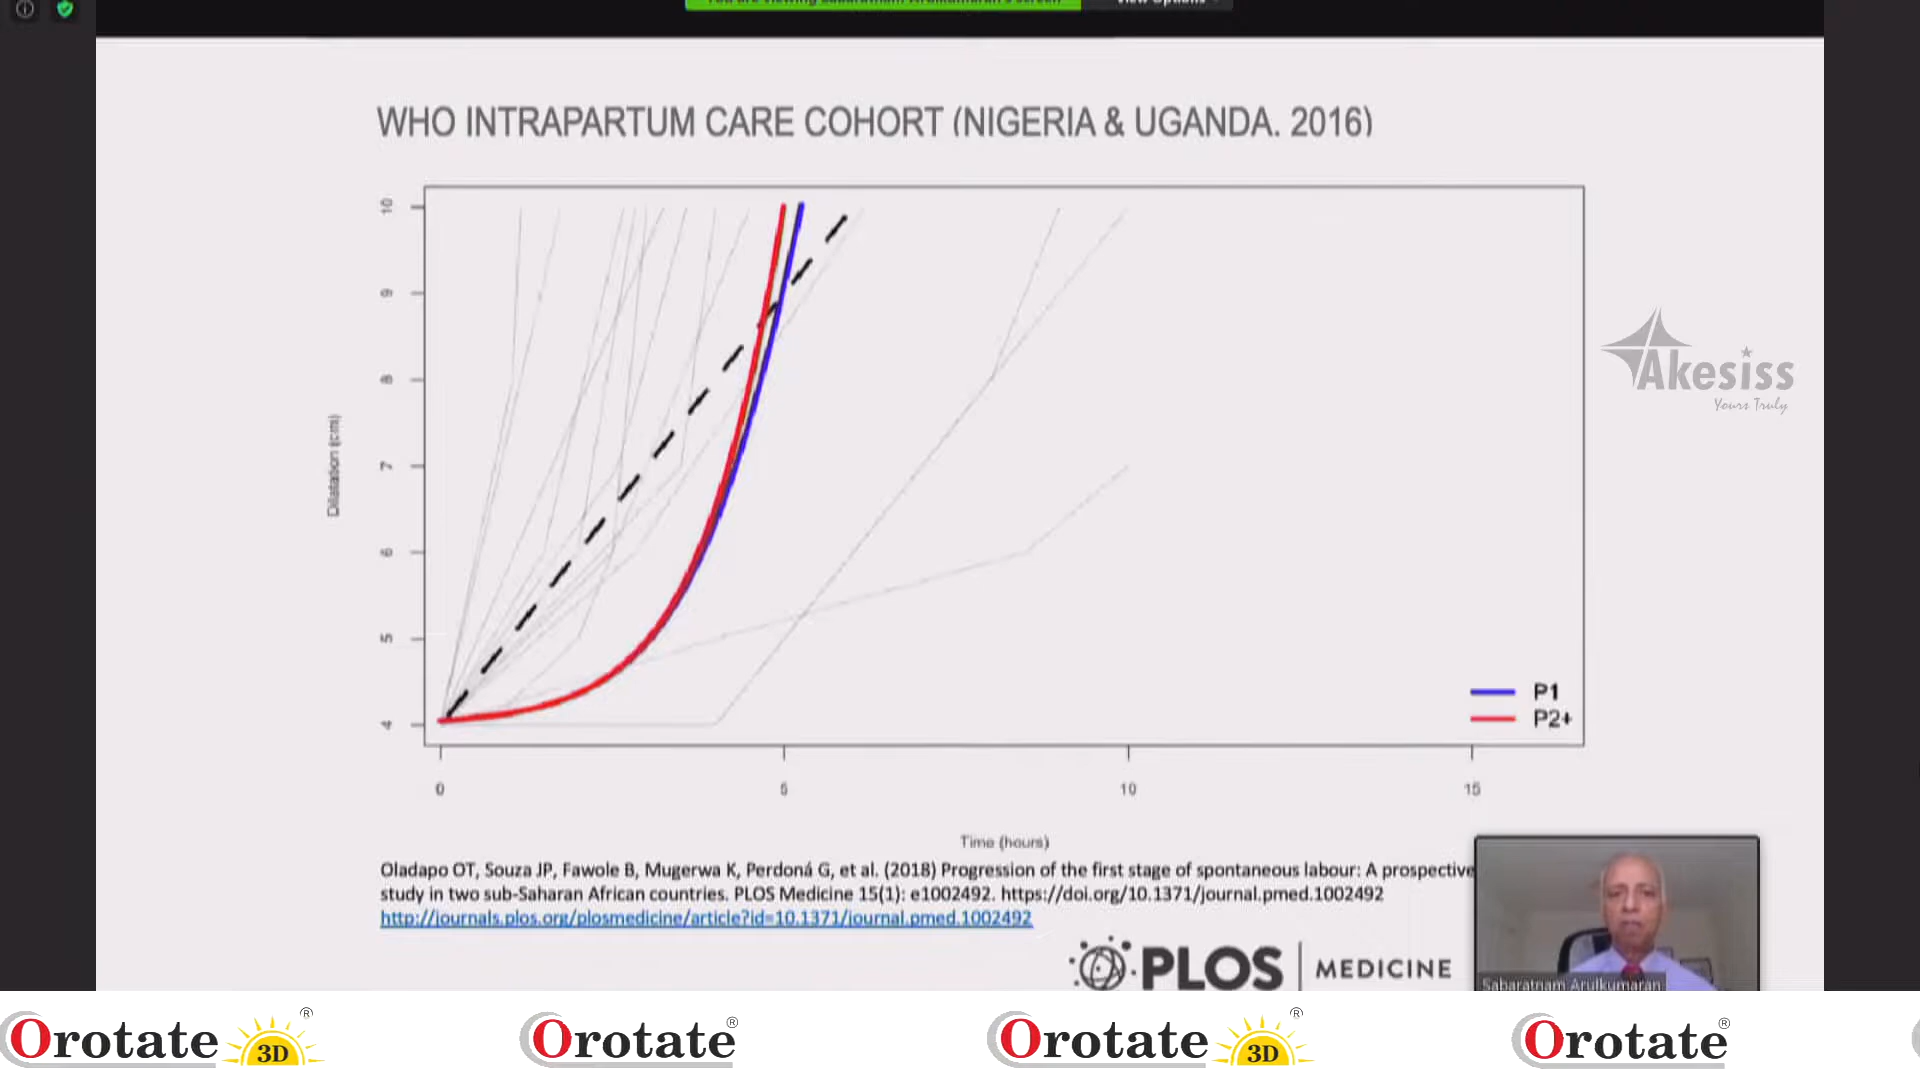 WHO INTRAPARTUM CARE COHORT (NIGERIA & UGANDA. 2016)
10
9
8
7
6
5
4
Dilatation (cm)
0 5 10 15
Time (hours)
P1
P2+
Akesiss
Yours Truly
Oladapo OT, Souza JP, Fawole B, Mugerwa K, Perdoná G, et al. (2018) Progression of the first stage of spontaneous labour: A prospective
study in two sub-Saharan African countries. PLOS Medicine 15(1): e1002492. https://doi.org/10.1371/journal.pmed.1002492
http://journals.plos.org/plosmedicine/article?id=10.1371/journal.pmed.1002492
PLOS MEDICINE
Sabaratnam Arulkumaran
Orotate 3D ® Orotate ® Orotate 3D ® Orotate ®